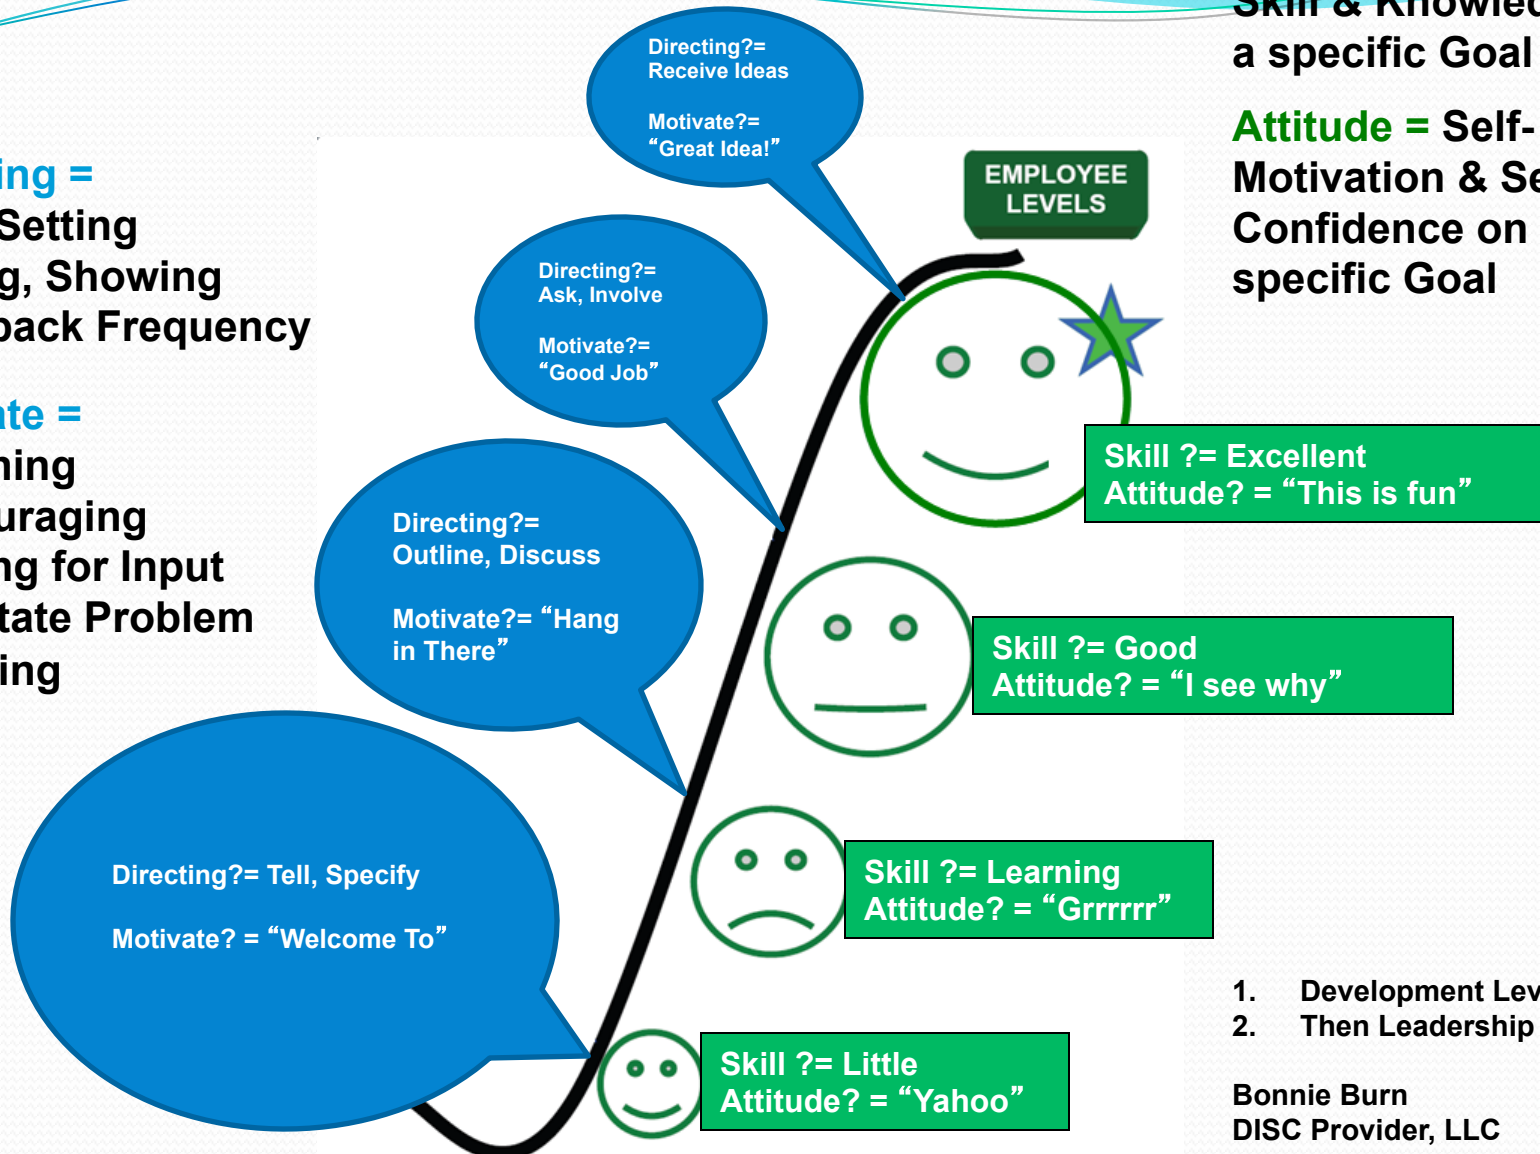 a specific Goal
Attitude = Self-
Motivation &
Confidence on
specific Goal
ing =
Setting
g, Showing
back Frequency
ate =
ning
uraging
ng for Input
tate Problem
ing
Directing?=
Receive Ideas
Motivate?=
“Great Idea!”
EMPLOYEE
LEVELS
Directing?=
Ask, Involve
Motivate?=
“Good Job”
Skill ?= Excellent
Attitude? = “This is fun”
Directing?=
Outline, Discuss
Motivate?= “Hang
in There”
Skill ?= Good
Attitude? = “I see why”
Directing?= Tell, Specify
Motivate? = “Welcome To”
Skill ?= Learning
Attitude? = “Grrrrrr”
Skill ?= Little
Attitude? = “Yahoo”
1. Development Lev
2. Then Leadership
Bonnie Burn
DISC Provider, LLC